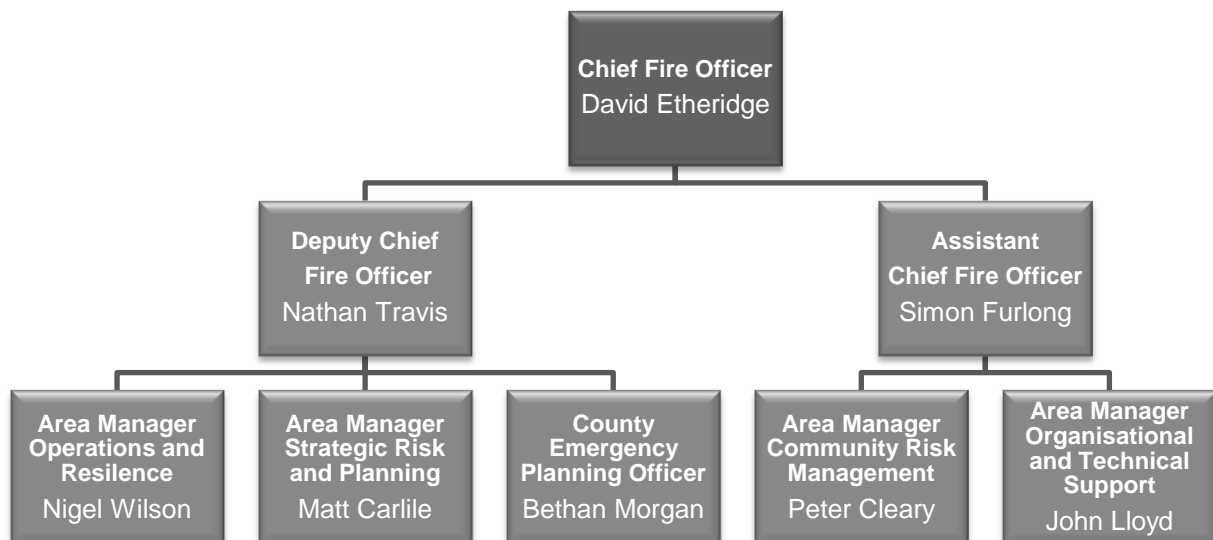 Chief Fire Officer
David Etheridge
Deputy Chief
Fire Officer
Nathan Travis
Assistant
Chief Fire Officer
Simon Furlong
Area Manager
Operations and
Resilence
Nigel Wilson
Area Manager
Strategic Risk
and Planning
Matt Carlile
County
Emergency
Planning Officer
Bethan Morgan
Area Manager
Community Risk
Management
Peter Cleary
Area Manager
Organisational
and Technical
Support
John Lloyd